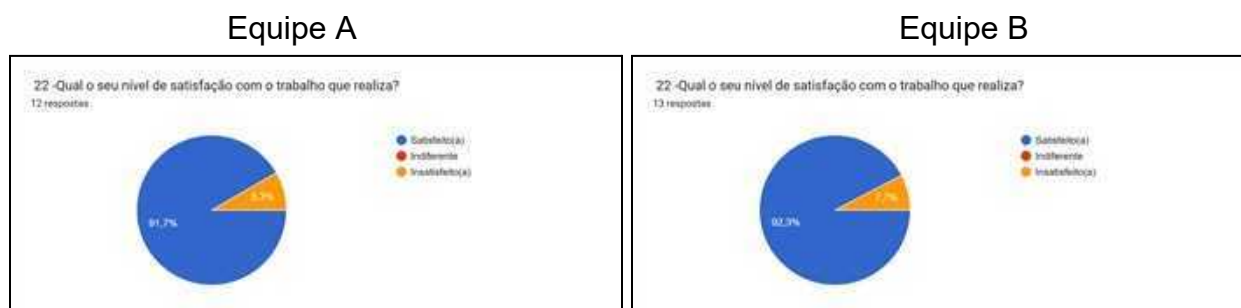 Equipe A
Equipe B
22 -Qual o seu nível de satisfação com o trabalho que realiza?
12 respostas
Satisfeito(a)
Indiferente
Insatisfeito(a)
8,3%
91,7%
22 -Qual o seu nível de satisfação com o trabalho que realiza?
13 respostas
Satisfeito(a)
Indiferente
Insatisfeito(a)
7,7%
92,3%